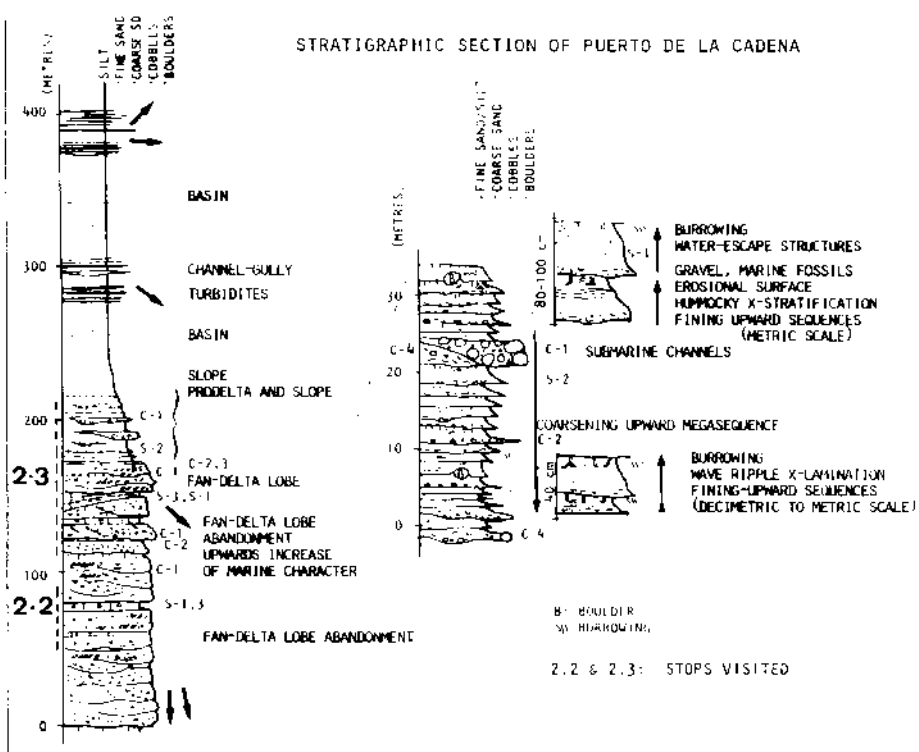 STRATIGRAPHIC SECTION OF PUERTO DE LA CADENA
(METRES)
SILT
FINE SAND
COARSE SD
COBBLES
BOULDERS
400
BASIN
300
CHANNEL-GULLY
TURBIDITES
BASIN
SLOPE
PRODELTA AND SLOPE
200
C-1
S-2
C-2,3
2-3
C-1
FAN-DELTA LOBE
S-3,S-1
FAN-DELTA LOBE
ABANDONMENT
UPWARDS INCREASE
OF MARINE CHARACTER
C-1
C-2
100
C-1
2-2
S-1,3
FAN-DELTA LOBE ABANDONMENT
0
(METRES)
FINE SAND/SILT
COARSE SAND
COBBLES
BOULDERS
30
B
C-4
20
C-1 SUBMARINE CHANNELS
S-2
COARSENING UPWARD MEGASEQUENCE
10
C-2
B
0
C-4
80-100 C
S-1
BURROWING
WATER-ESCAPE STRUCTURES
GRAVEL, MARINE FOSSILS
EROSIONAL SURFACE
HUMMOCKY X-STRATIFICATION
FINING UPWARD SEQUENCES
(METRIC SCALE)
BURROWING
WAVE RIPPLE X-LAMINATION
FINING-UPWARD SEQUENCES
(DECIMETRIC TO METRIC SCALE)
B: BOULDER
BURROWING
2.2 & 2.3: STOPS VISITED